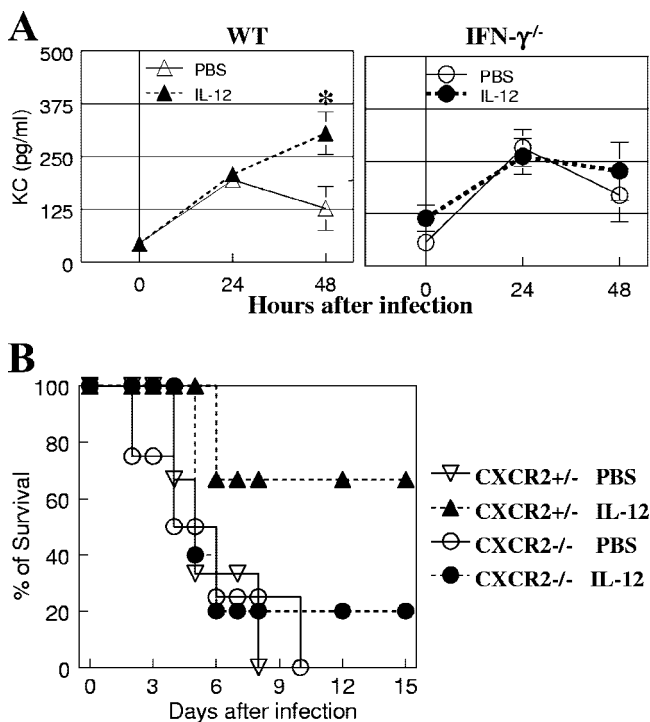 A
WT
IFN-γ-/-
500
375
250
125
0
KC (pg/ml)
PBS
IL-12
*
PBS
IL-12
0 24 48
0 24 48
Hours after infection
B
100
80
60
40
20
0
% of Survival
0 3 6 9 12 15
Days after infection
CXCR2+/- PBS
CXCR2+/- IL-12
CXCR2-/- PBS
CXCR2-/- IL-12